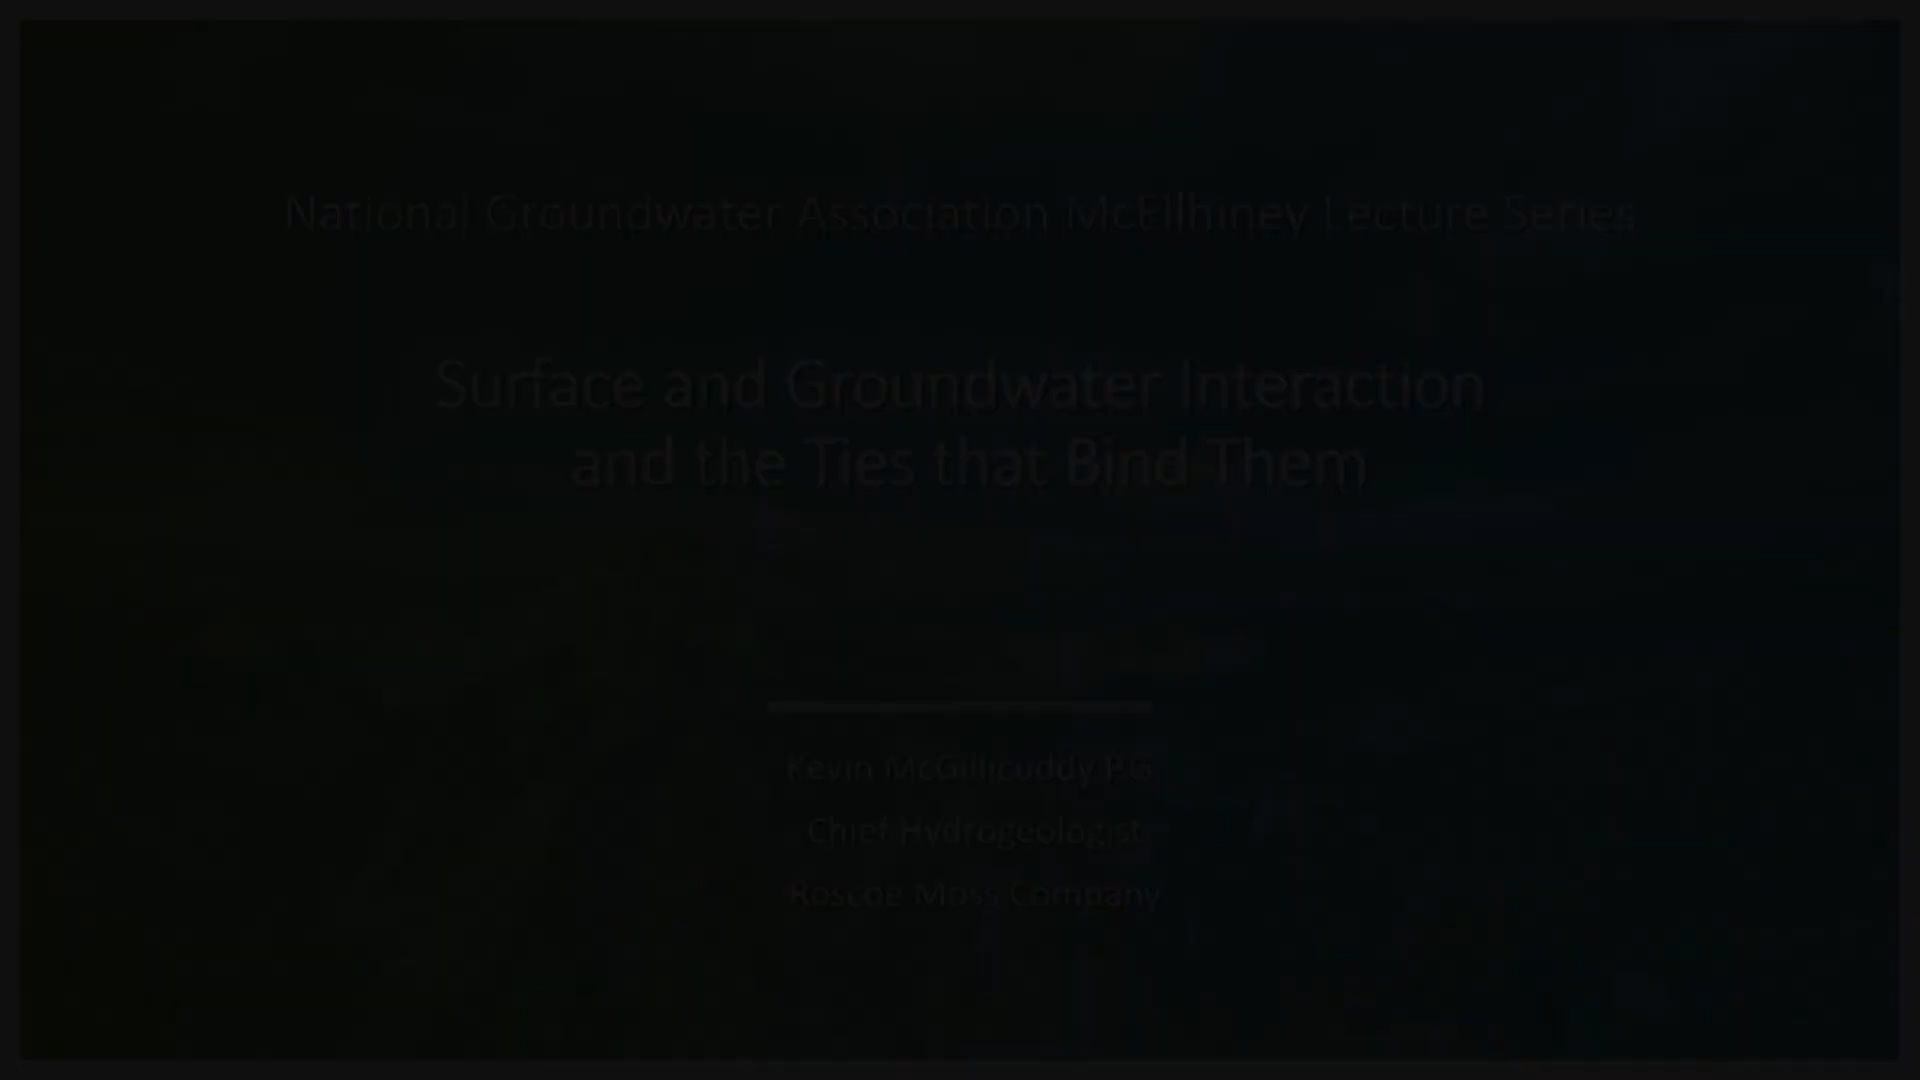 National Groundwater Association McEllhiney Lecture Series
Surface and Groundwater Interaction
and the Ties that Bind Them
Kevin McGillicuddy P.G.
Chief Hydrogeologist
Roscoe Moss Company